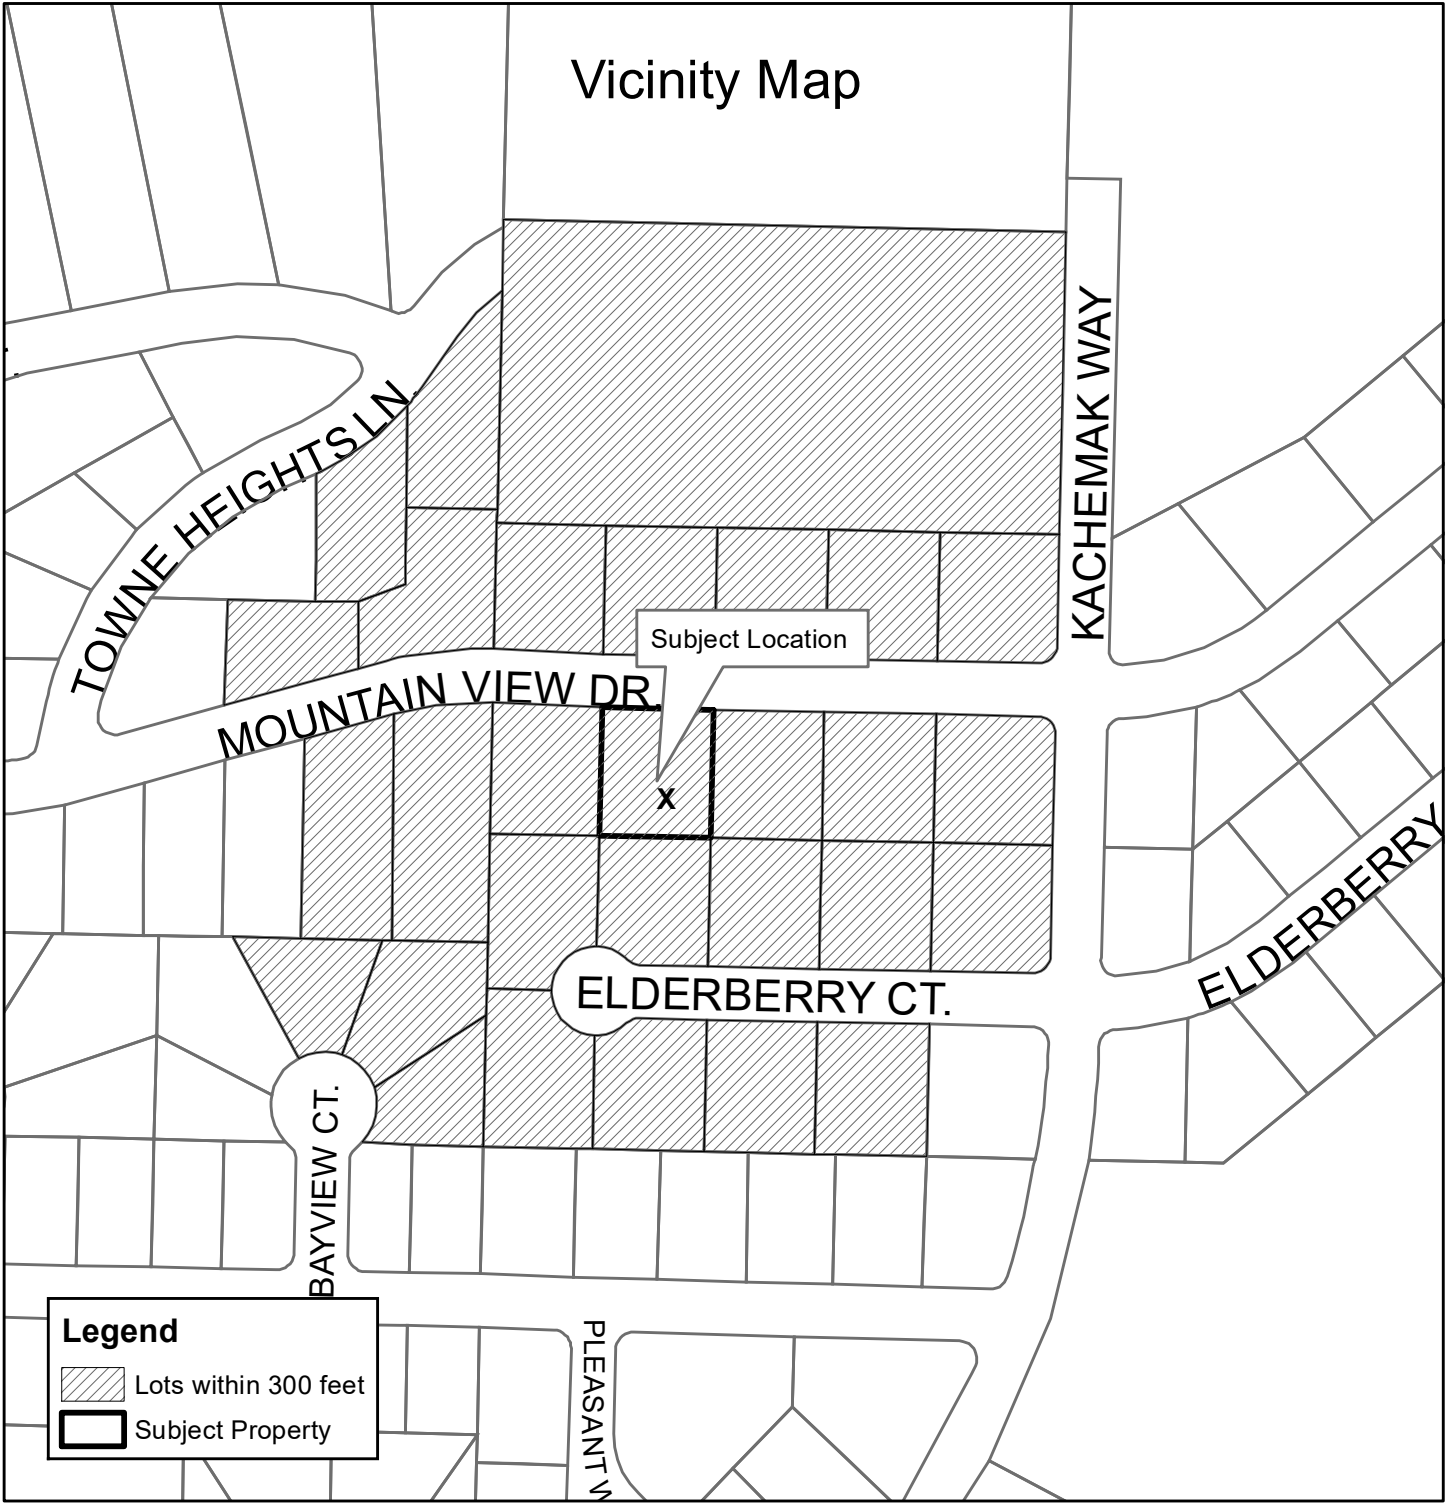 Vicinity Map
KACHEMAK WAY
TOWNE HEIGHTS LN.
Subject Location
MOUNTAIN VIEW DR.
x
ELDERBERRY
ELDERBERRY CT.
BAYVIEW CT.
PLEASANT
Legend
Lots within 300 feet
Subject Property